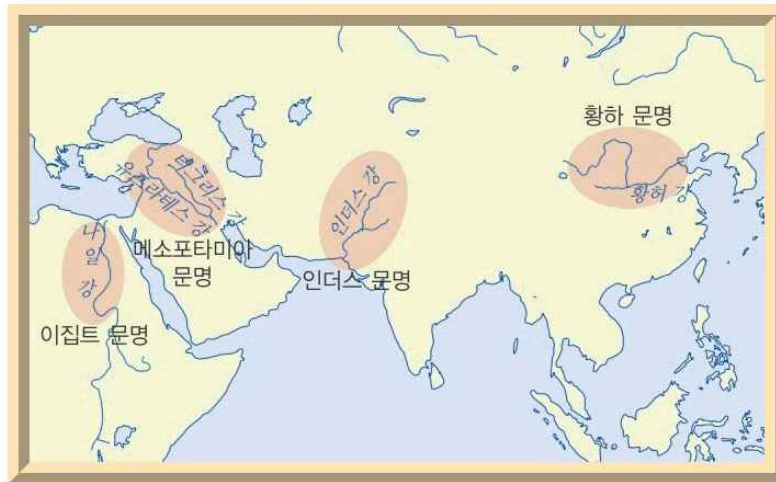 황하 문명
황허 강
티그리스 강
유프라테스 강
메소포타미아
문명
인더스 강
인더스 문명
나일 강
이집트 문명